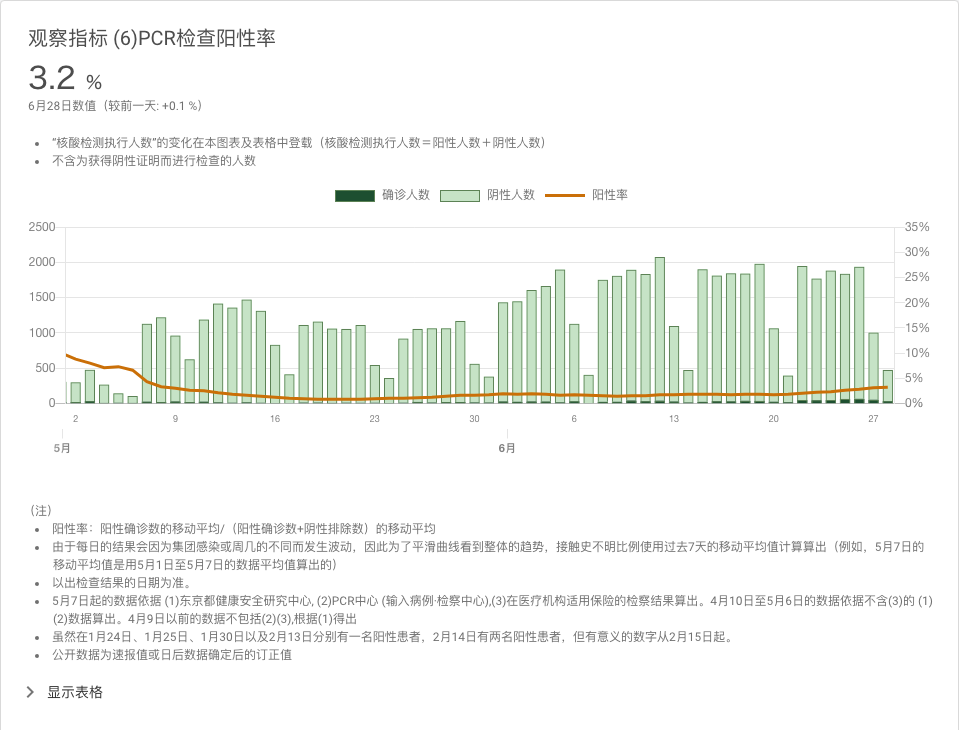 观察指标 (6)PCR检查阳性率
3.2 %
6月28日数值（较前一天: +0.1 %）
“核酸检测执行人数”的变化在本图表及表格中登载（核酸检测执行人数＝阳性人数＋阴性人数）
不含为获得阴性证明而进行检查的人数
确诊人数 阴性人数 阳性率
2500 35%
30%
2000
25%
1500 20%
1000 15%
10%
500
5%
0 0%
2 9 16 23 30 6 13 20 27
5月 6月
（注）
阳性率：阳性确诊数的移动平均/（阳性确诊数+阴性排除数）的移动平均
由于每日的结果会因为集团感染或周几的不同而发生波动，因此为了平滑曲线看到整体的趋势，接触史不明比例使用过去7天的移动平均值计算算出（例如，5月7日的
移动平均值是用5月1日至5月7日的数据平均值算出的）
以出检查结果的日期为准。
5月7日起的数据依据 (1)东京都健康安全研究中心, (2)PCR中心 (输入病例·检察中心),(3)在医疗机构适用保险的检察结果算出。4月10日至5月6日的数据依据不含(3)的 (1)
(2)数据算出。4月9日以前的数据不包括(2)(3),根据(1)得出
虽然在1月24日、1月25日、1月30日以及2月13日分别有一名阳性患者，2月14日有两名阳性患者，但有意义的数字从2月15日起。
公开数据为速报值或日后数据确定后的订正值
显示表格